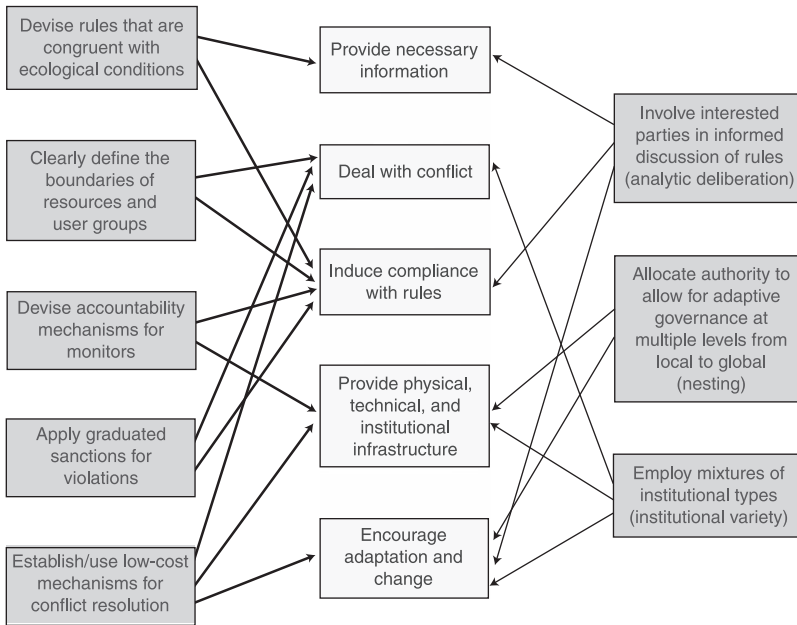 Devise rules that are
congruent with
ecological conditions
Clearly define the
boundaries of
resources and
user groups
Devise accountability
mechanisms for
monitors
Apply graduated
sanctions for
violations
Establish/use low-cost
mechanisms for
conflict resolution
Provide necessary
information
Deal with conflict
Induce compliance
with rules
Provide physical,
technical, and
institutional
infrastructure
Encourage
adaptation and
change
Involve interested
parties in informed
discussion of rules
(analytic deliberation)
Allocate authority to
allow for adaptive
governance at
multiple levels from
local to global
(nesting)
Employ mixtures of
institutional types
(institutional variety)